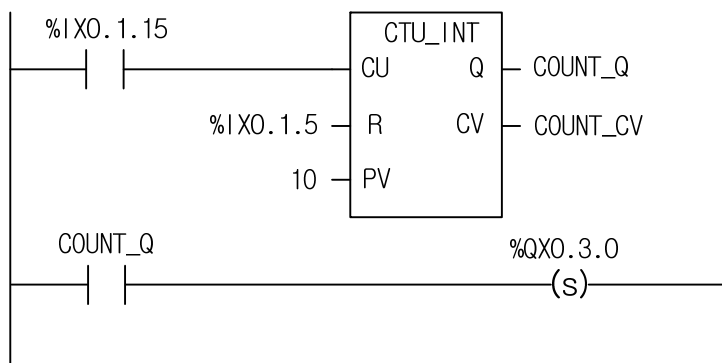 %IX0.1.15
CTU_INT
CU Q COUNT_Q
%IX0.1.5 R CV COUNT_CV
10 PV
COUNT_Q %QX0.3.0
(S)